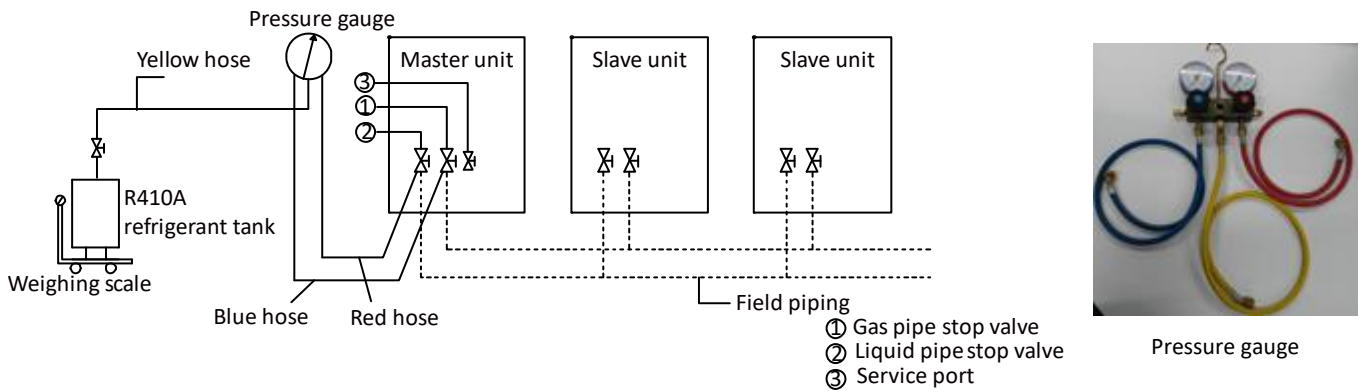 Pressure gauge
Yellow hose
Master unit
Slave unit
Slave unit
③
①
②
R410A
refrigerant tank
Weighing scale
Blue hose
Red hose
Field piping
① Gas pipe stop valve
② Liquid pipe stop valve
③ Service port
Pressure gauge